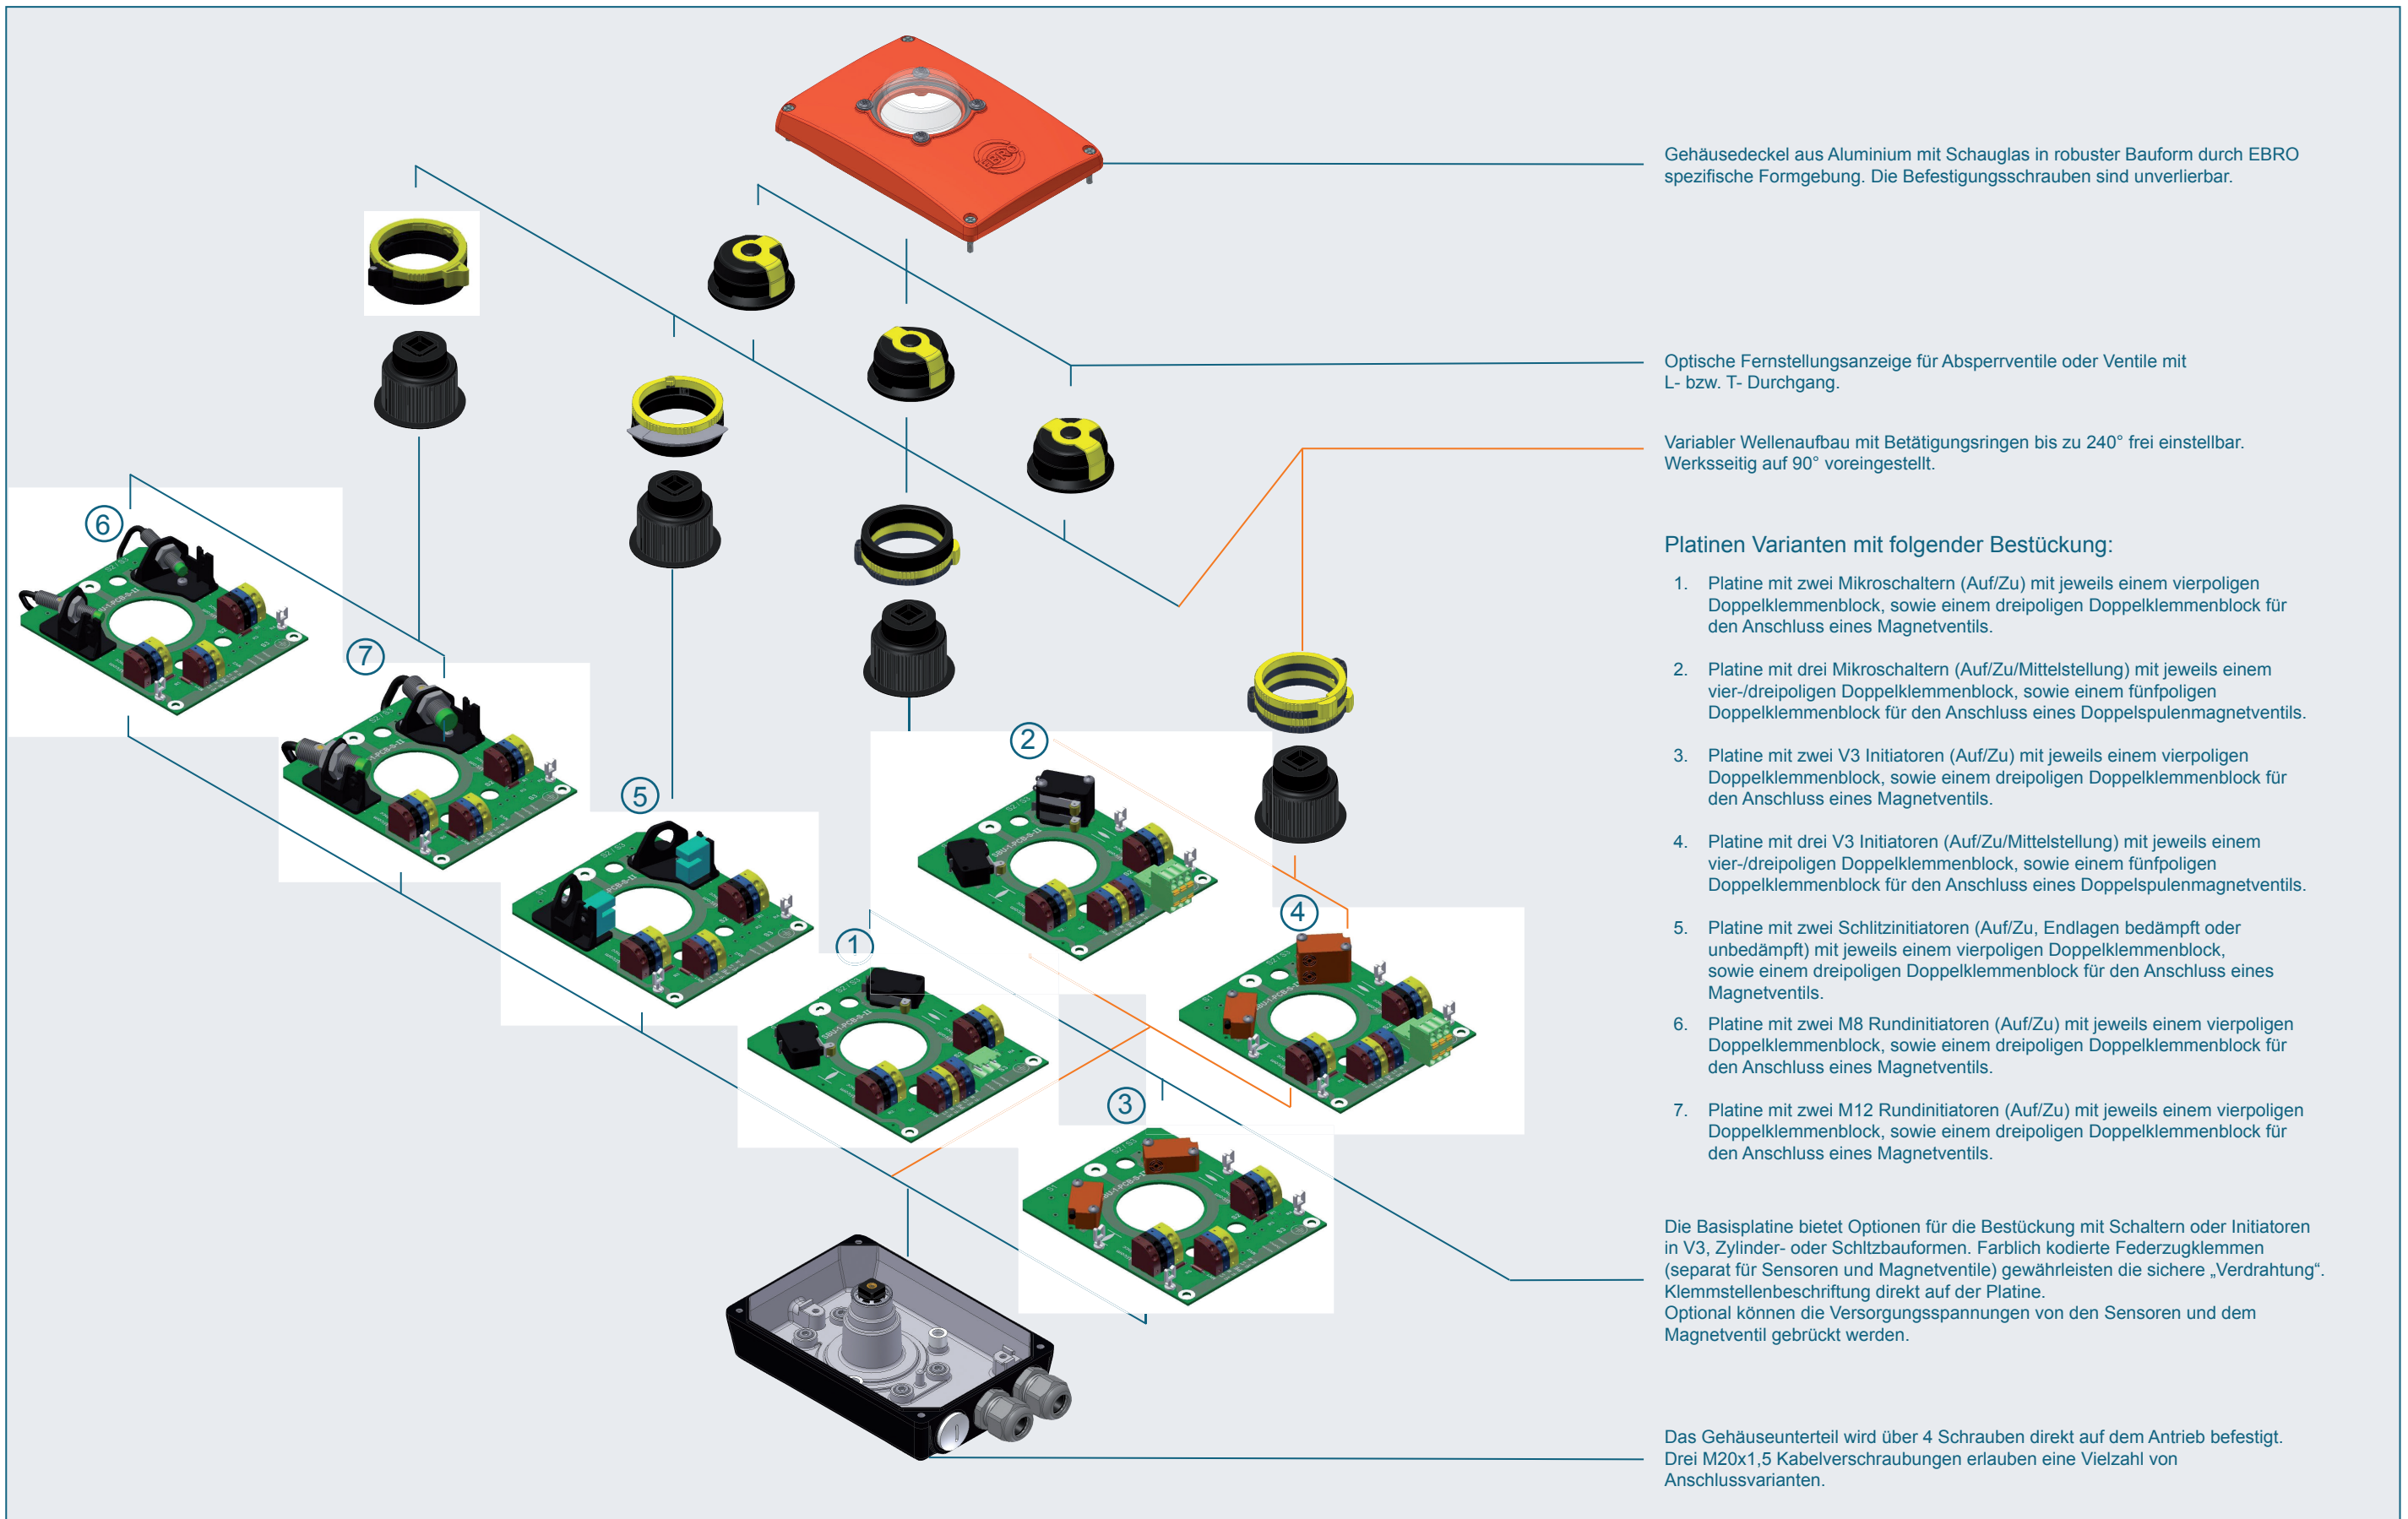 EBRO
Gehäusedeckel aus Aluminium mit Schauglas in robuster Bauform durch EBRO
spezifische Formgebung. Die Befestigungsschrauben sind unverlierbar.
Optische Fernstellungsanzeige für Absperrventile oder Ventile mit
L- bzw. T- Durchgang.
Variabler Wellenaufbau mit Betätigungsringen bis zu 240° frei einstellbar.
Werksseitig auf 90° voreingestellt.
Platinen Varianten mit folgender Bestückung:
1. Platine mit zwei Mikroschaltern (Auf/Zu) mit jeweils einem vierpoligen
Doppelklemmenblock, sowie einem dreipoligen Doppelklemmenblock für
den Anschluss eines Magnetventils.
2. Platine mit drei Mikroschaltern (Auf/Zu/Mittelstellung) mit jeweils einem
vier-/dreipoligen Doppelklemmenblock, sowie einem fünfpoligen
Doppelklemmenblock für den Anschluss eines Doppelspulenmagnetventils.
3. Platine mit zwei V3 Initiatoren (Auf/Zu) mit jeweils einem vierpoligen
Doppelklemmenblock, sowie einem dreipoligen Doppelklemmenblock für
den Anschluss eines Magnetventils.
4. Platine mit drei V3 Initiatoren (Auf/Zu/Mittelstellung) mit jeweils einem
vier-/dreipoligen Doppelklemmenblock, sowie einem fünfpoligen
Doppelklemmenblock für den Anschluss eines Doppelspulenmagnetventils.
5. Platine mit zwei Schlitzinitiatoren (Auf/Zu, Endlagen bedämpft oder
unbedämpft) mit jeweils einem vierpoligen Doppelklemmenblock,
sowie einem dreipoligen Doppelklemmenblock für den Anschluss eines
Magnetventils.
6. Platine mit zwei M8 Rundinitiatoren (Auf/Zu) mit jeweils einem vierpoligen
Doppelklemmenblock, sowie einem dreipoligen Doppelklemmenblock für
den Anschluss eines Magnetventils.
7. Platine mit zwei M12 Rundinitiatoren (Auf/Zu) mit jeweils einem vierpoligen
Doppelklemmenblock, sowie einem dreipoligen Doppelklemmenblock für
den Anschluss eines Magnetventils.
Die Basisplatine bietet Optionen für die Bestückung mit Schaltern oder Initiatoren
in V3, Zylinder- oder Schltzbauformen. Farblich kodierte Federzugklemmen
(separat für Sensoren und Magnetventile) gewährleisten die sichere „Verdrahtung“.
Klemmstellenbeschriftung direkt auf der Platine.
Optional können die Versorgungsspannungen von den Sensoren und dem
Magnetventil gebrückt werden.
Das Gehäuseunterteil wird über 4 Schrauben direkt auf dem Antrieb befestigt.
Drei M20x1,5 Kabelverschraubungen erlauben eine Vielzahl von
Anschlussvarianten.
6
7
5
2
4
1
3